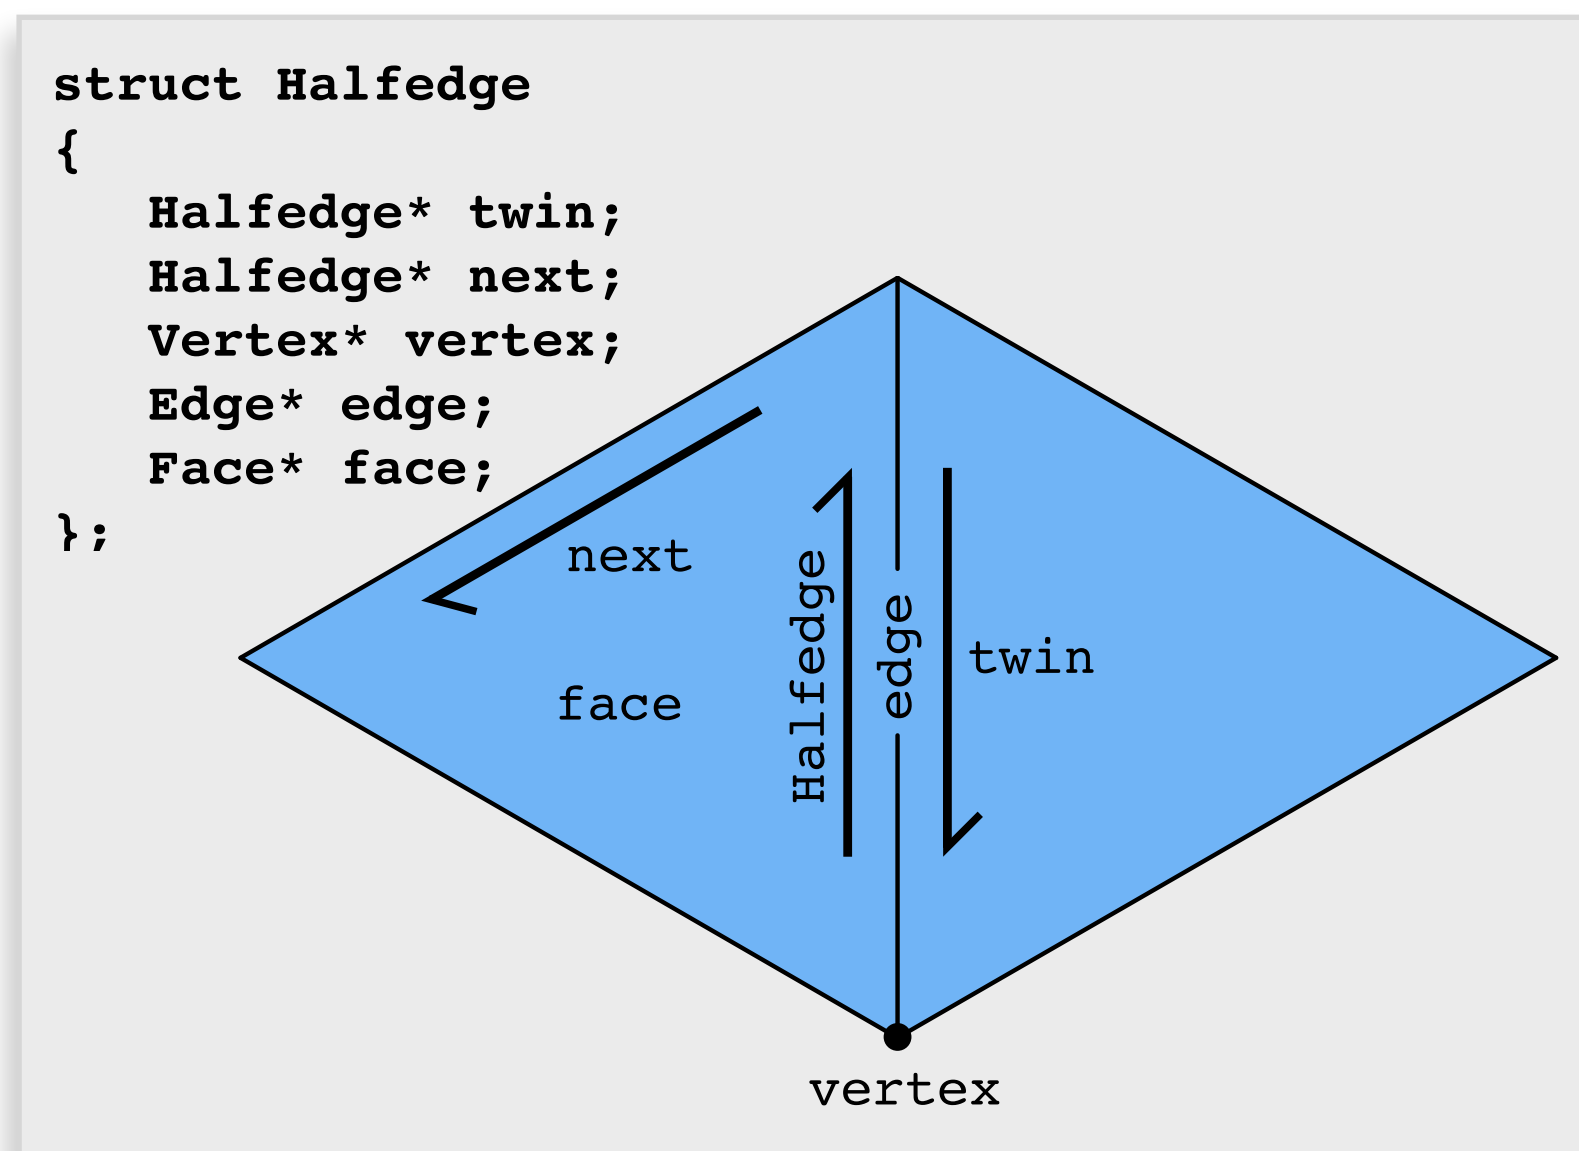 struct Halfedge
{
   Halfedge* twin;
   Halfedge* next;
   Vertex* vertex;
   Edge* edge;
   Face* face;
};
next
face
Halfedge
edge
twin
vertex